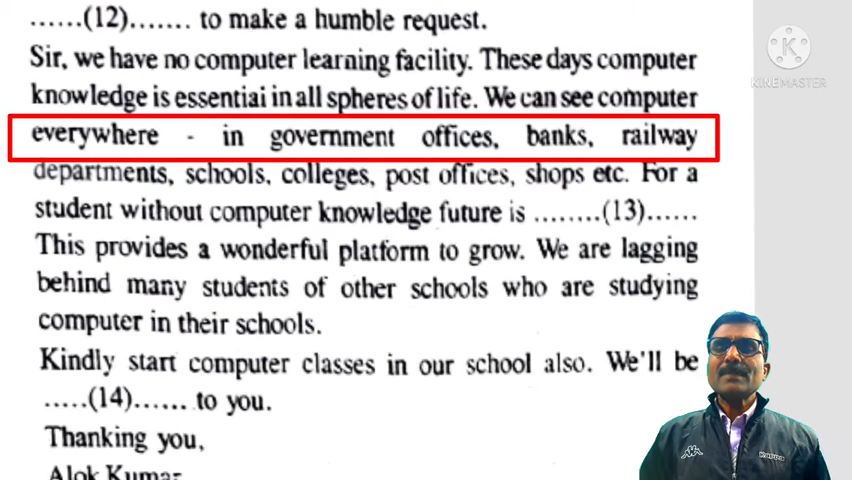 ......(12)....... to make a humble request.
Sir, we have no computer learning facility. These days computer
knowledge is essentiai in all spheres of life. We can see computer
everywhere - in government offices, banks, railway
departments, schools, colleges, post offices, shops etc. For a
student without computer knowledge future is ........(13)......
This provides a wonderful platform to grow. We are lagging
behind many students of other schools who are studying
computer in their schools.
Kindly start computer classes in our school also. We'll be
.....(14)...... to you.
Thanking you,
Alok Kumar
K
KINEMASTER
Kappa